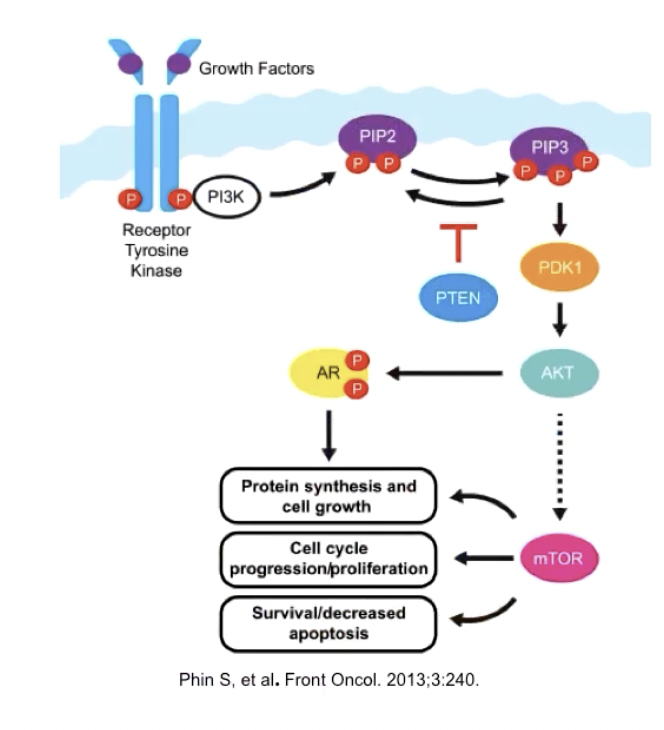 Growth Factors
PIP2
P P
PIP3
P P P
P P
PI3K
Receptor
Tyrosine
Kinase
PDK1
PTEN
AR
P
P
AKT
Protein synthesis and
cell growth
Cell cycle
progression/proliferation
mTOR
Survival/decreased
apoptosis
Phin S, et al. Front Oncol. 2013;3:240.